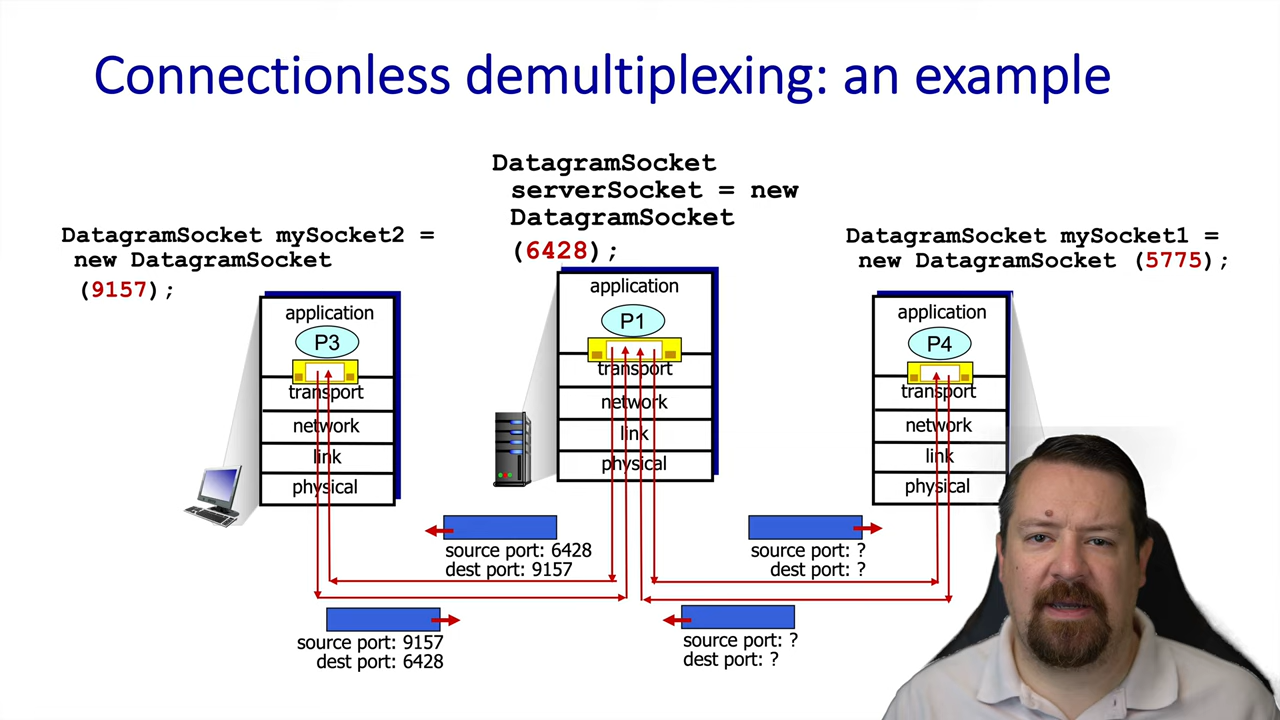 Connectionless demultiplexing: an example
DatagramSocket
serverSocket = new
DatagramSocket
(6428);
DatagramSocket mySocket2 =
new DatagramSocket
(9157);
DatagramSocket mySocket1 =
new DatagramSocket (5775);
application
P3
transport
network
link
physical
application
P1
transport
network
link
physical
application
P4
transport
network
link
physical
source port: 6428
dest port: 9157
source port: ?
dest port: ?
source port: 9157
dest port: 6428
source port: ?
dest port: ?